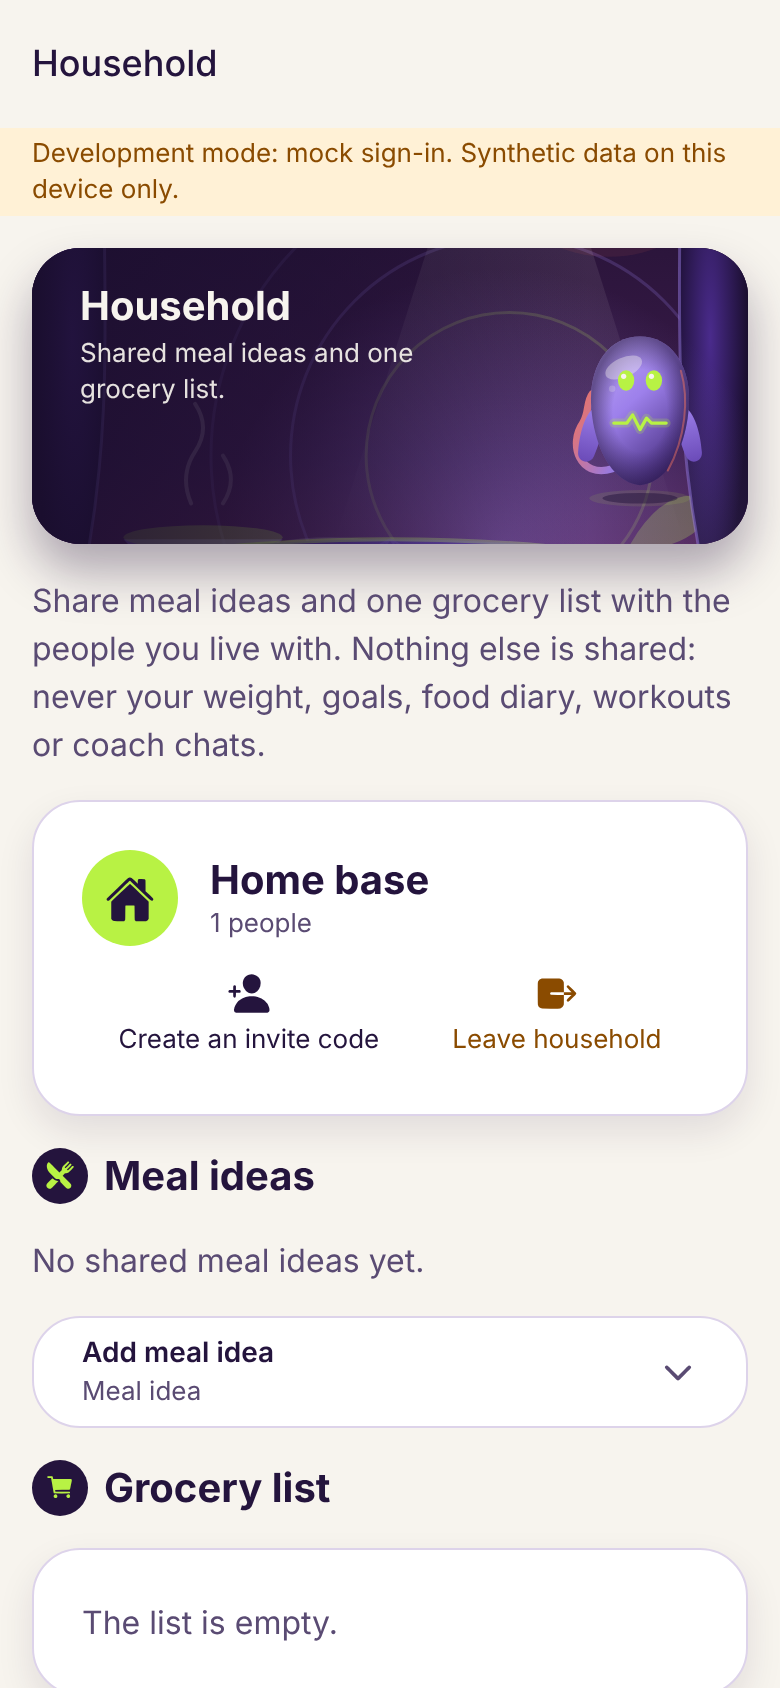 Household
Development mode: mock sign-in. Synthetic data on this
device only.
Household
Shared meal ideas and one
grocery list.
Share meal ideas and one grocery list with the
people you live with. Nothing else is shared:
never your weight, goals, food diary, workouts
or coach chats.
Home base
1 people
Create an invite code
Leave household
Meal ideas
No shared meal ideas yet.
Add meal idea
Meal idea
Grocery list
The list is empty.